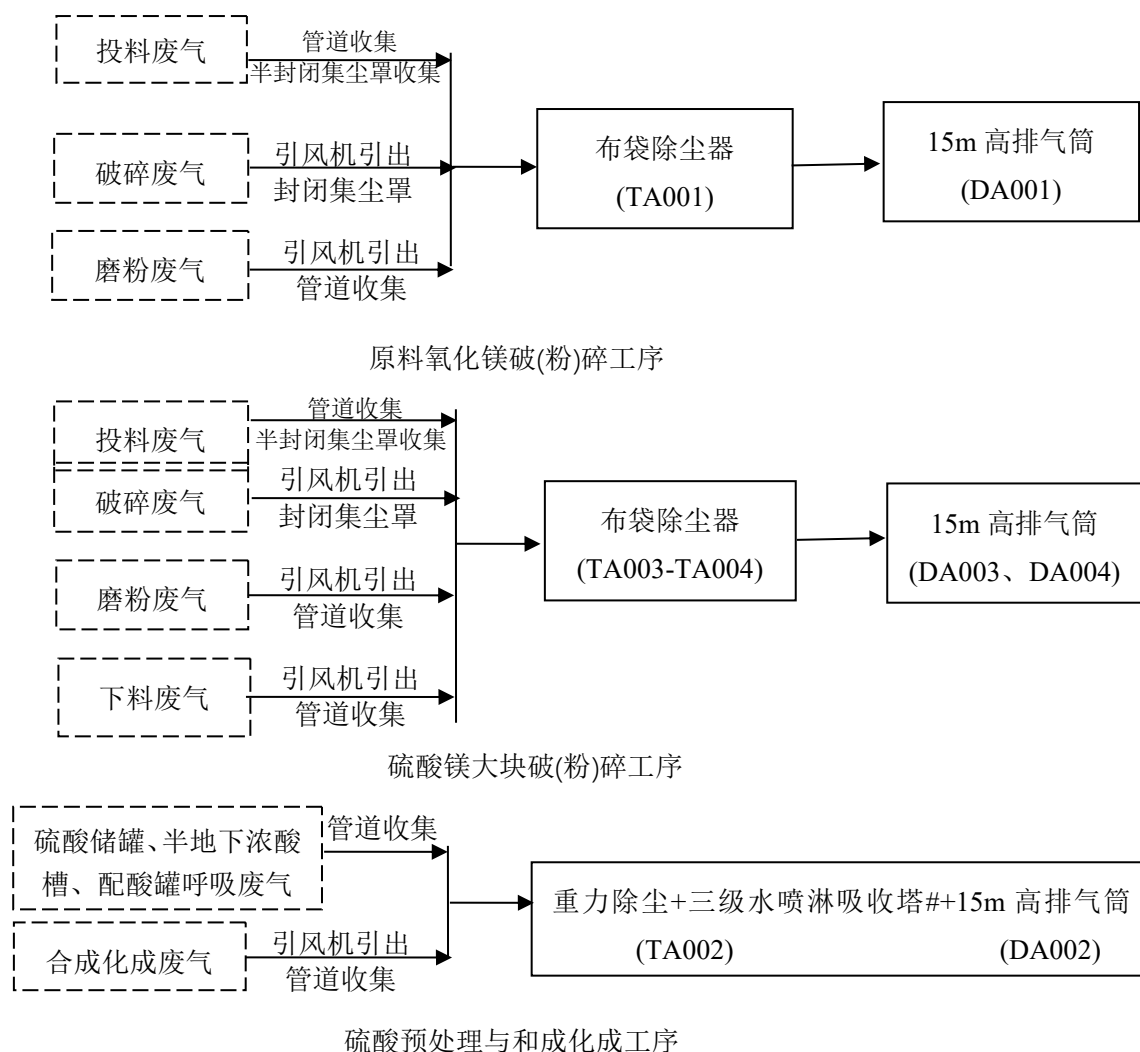 投料废气
管道收集
半封闭集尘罩收集
破碎废气
引风机引出
封闭集尘罩
磨粉废气
引风机引出
管道收集
布袋除尘器
(TA001)
15m 高排气筒
(DA001)
原料氧化镁破(粉)碎工序
投料废气
管道收集
半封闭集尘罩收集
破碎废气
引风机引出
封闭集尘罩
磨粉废气
引风机引出
管道收集
下料废气
引风机引出
管道收集
布袋除尘器
(TA003-TA004)
15m 高排气筒
(DA003、DA004)
硫酸镁大块破(粉)碎工序
硫酸储罐、半地下浓酸
槽、配酸罐呼吸废气
管道收集
合成化成废气
引风机引出
管道收集
重力除尘+三级水喷淋吸收塔#+15m 高排气筒
(TA002) (DA002)
硫酸预处理与和成化成工序